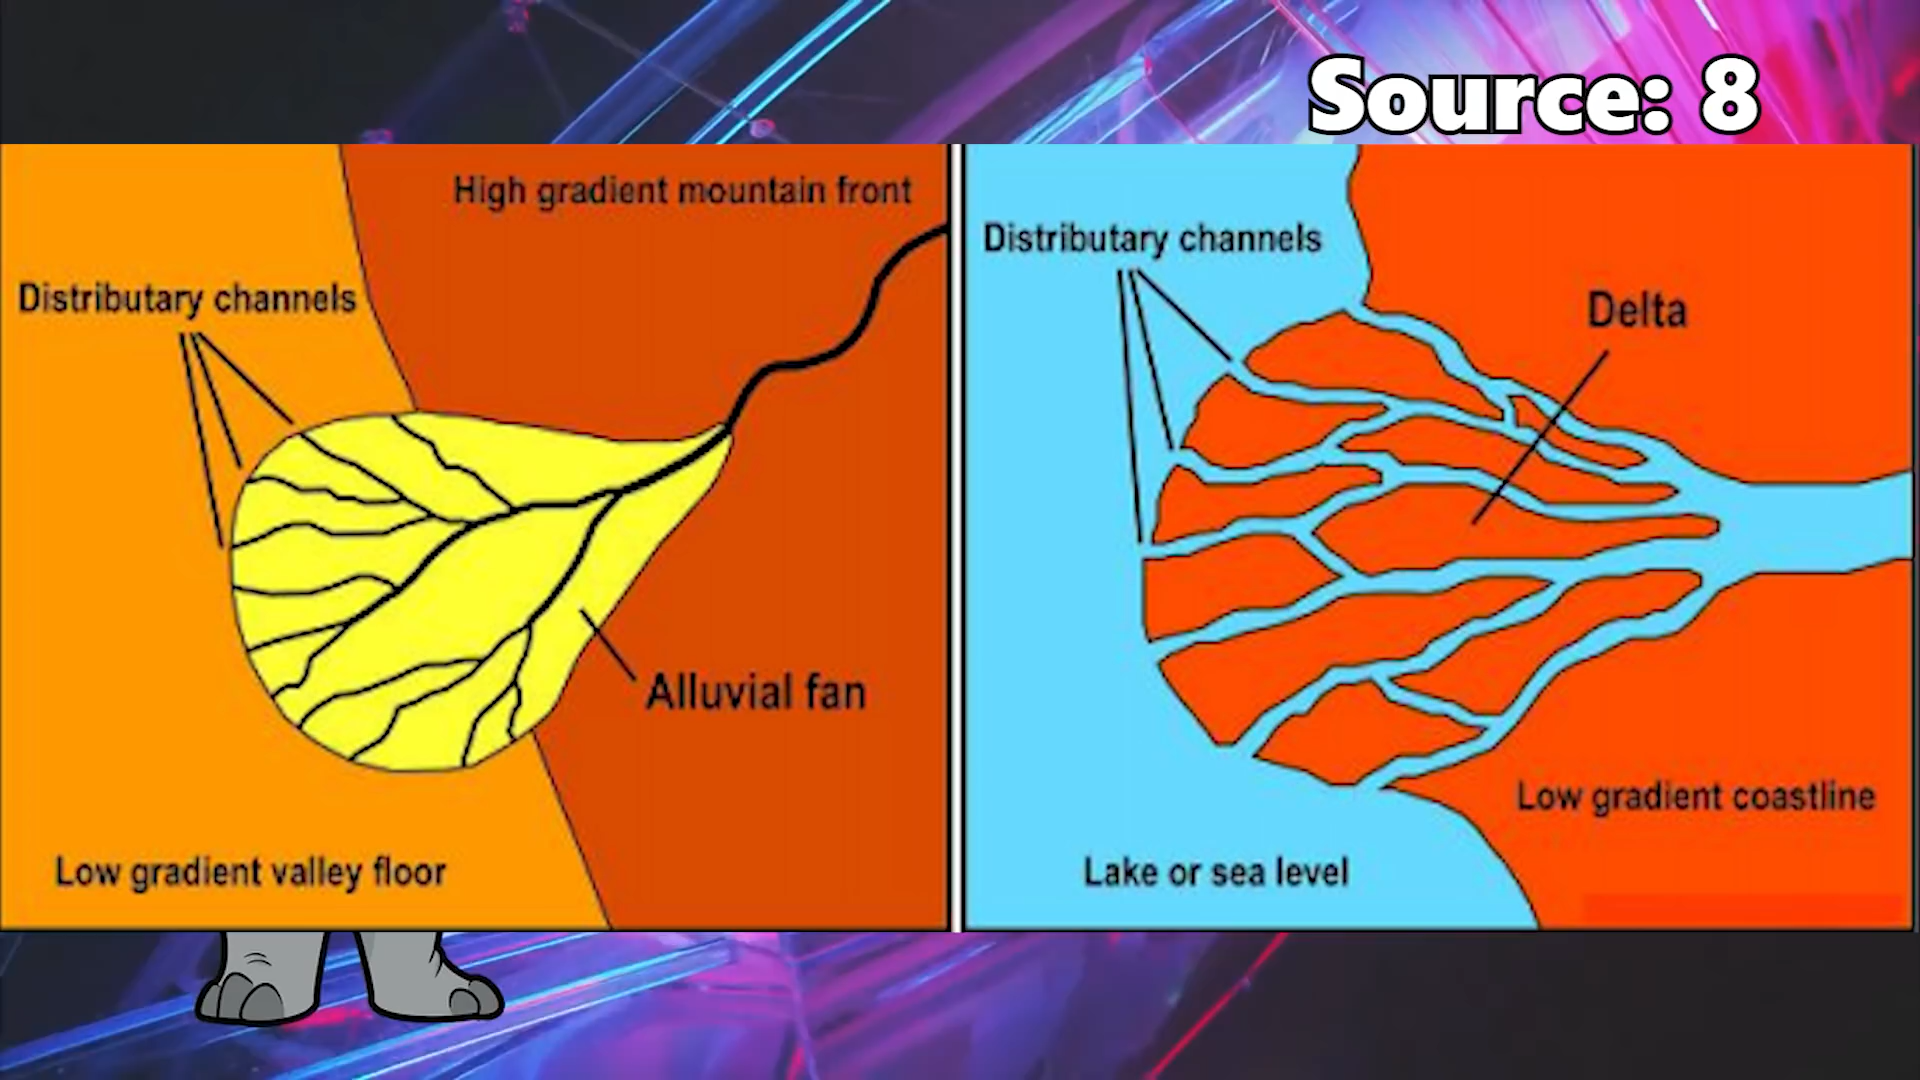 Source: 8
High gradient mountain front
Distributary channels
Alluvial fan
Low gradient valley floor
Distributary channels
Delta
Low gradient coastline
Lake or sea level